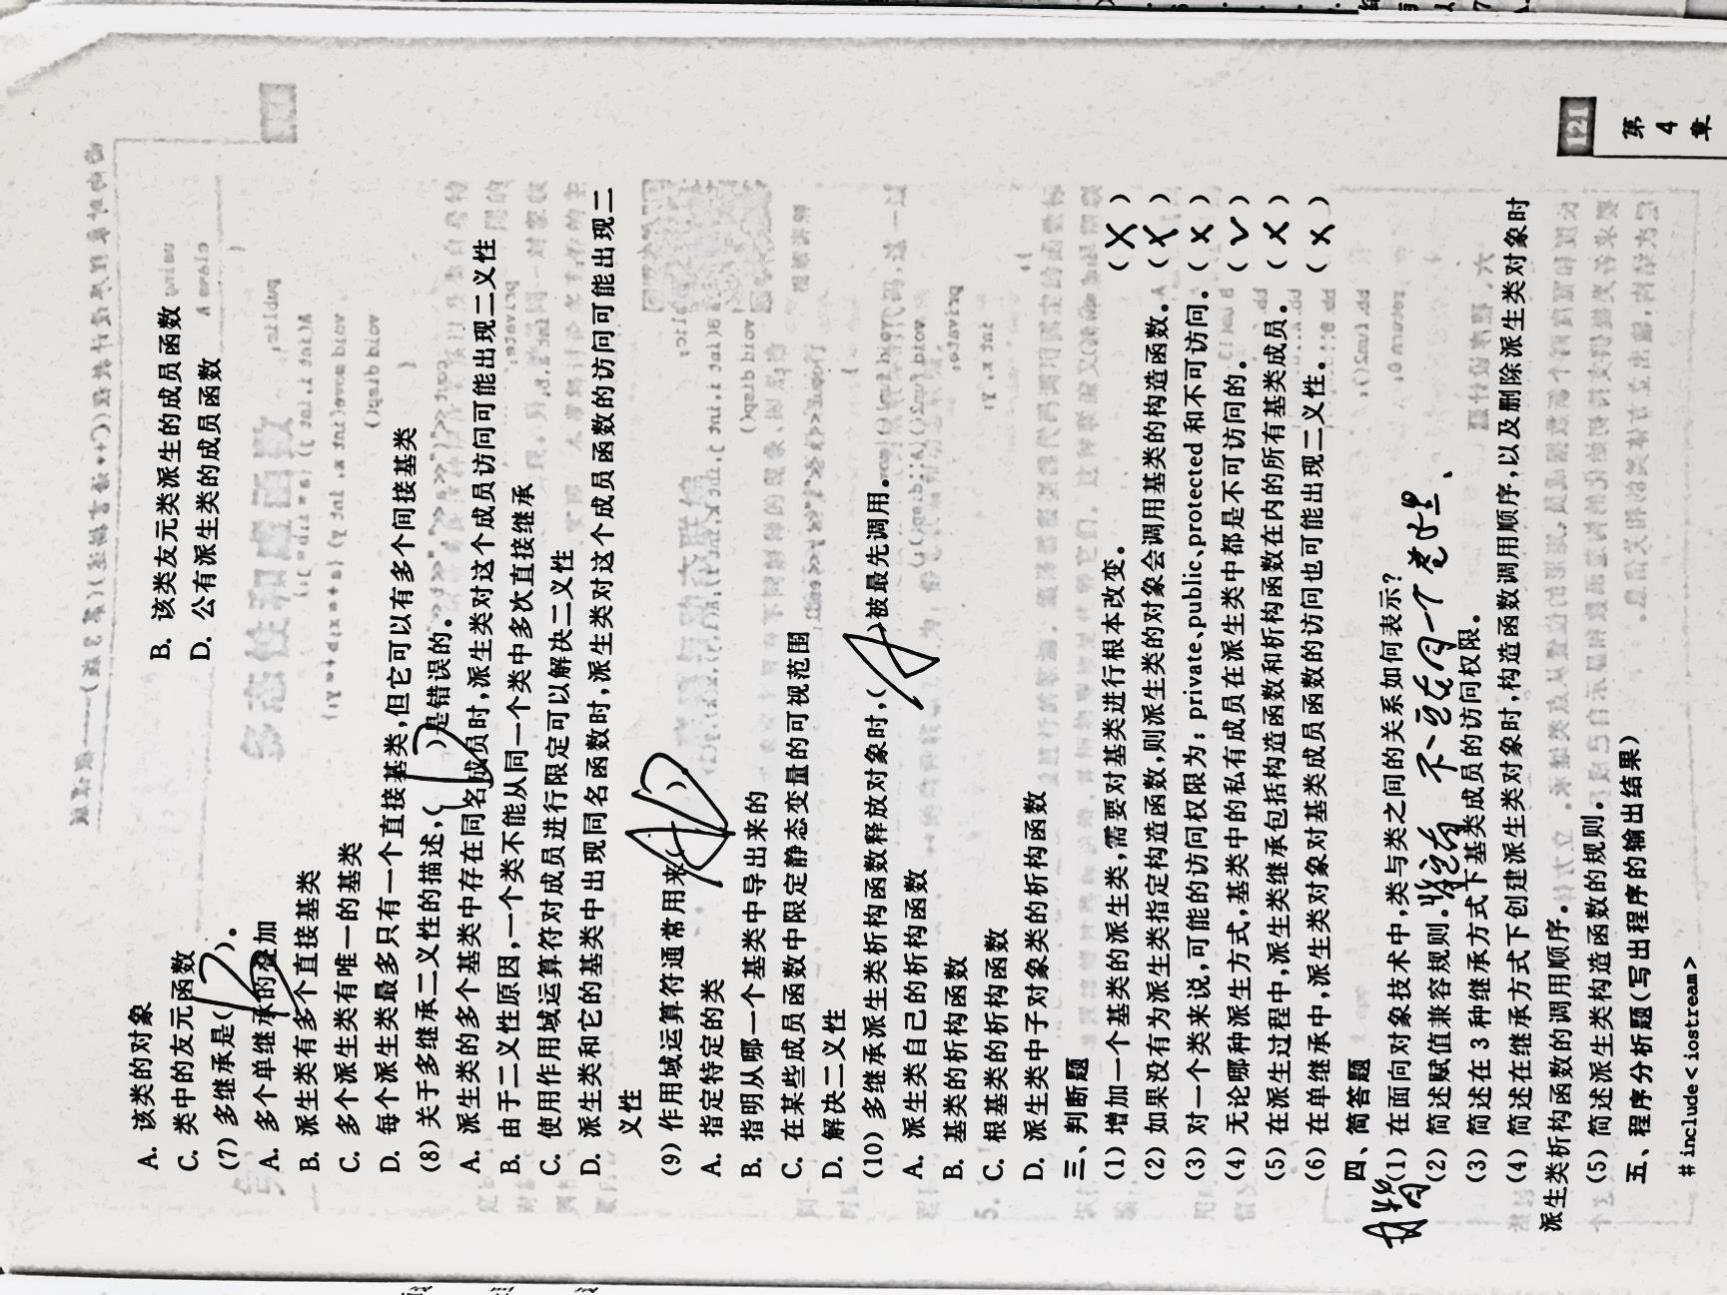 A. 该类的对象 B. 该类友元类派生的成员函数
C. 类中的友元函数 D. 公有派生类的成员函数
(7) 多继承是( B )。
A. 多个单继承的叠加
B. 派生类有多个直接基类
C. 多个派生类有唯一的基类
D. 每个派生类最多只有一个直接基类,但它可以有多个间接基类
(8) 关于多继承二义性的描述,( D )是错误的。
A. 派生类的多个基类中存在同名成员时,派生类对这个成员访问可能出现二义性
B. 由于二义性原因,一个类不能从同一个类中多次直接继承
C. 使用作用域运算符对成员进行限定可以解决二义性
D. 派生类和它的基类中出现同名函数时,派生类对这个成员函数的访问可能出现二
义性
(9) 作用域运算符通常用来( )
A. 指定特定的类
B. 指明从哪一个基类中导出来的
C. 在某些成员函数中限定静态变量的可视范围
D. 解决二义性
(10) 多继承派生类析构函数释放对象时,( A )被最先调用。
A. 派生类自己的析构函数
B. 基类的析构函数
C. 根基类的析构函数
D. 派生类中子对象类的析构函数
三、判断题
(1) 增加一个基类的派生类,需要对基类进行根本改变。 ( X )
(2) 如果没有为派生类指定构造函数,则派生类的对象会调用基类的构造函数。 ( X )
(3) 对一个类来说,可能的访问权限为: private、public、protected 和不可访问。 ( X )
(4) 无论哪种派生方式,基类中的私有成员在派生类中都是不可访问的。 ( ✓ )
(5) 在派生过程中,派生类继承包括构造函数和析构函数在内的所有基类成员。 ( X )
(6) 在单继承中,派生类对象对基类成员函数的访问也可能出现二义性。 ( X )
四、简答题
(1) 在面向对象技术中,类与类之间的关系如何表示?
(2) 简述赋值兼容规则.
(3) 简述在 3 种继承方式下基类成员的访问权限。
(4) 简述在继承方式下创建派生类对象时,构造函数调用顺序,以及删除派生类对象时
派生类析构函数的调用顺序。
(5) 简述派生类构造函数的规则。
五、程序分析题(写出程序的输出结果)
# include < iostream >
121
第
4
章